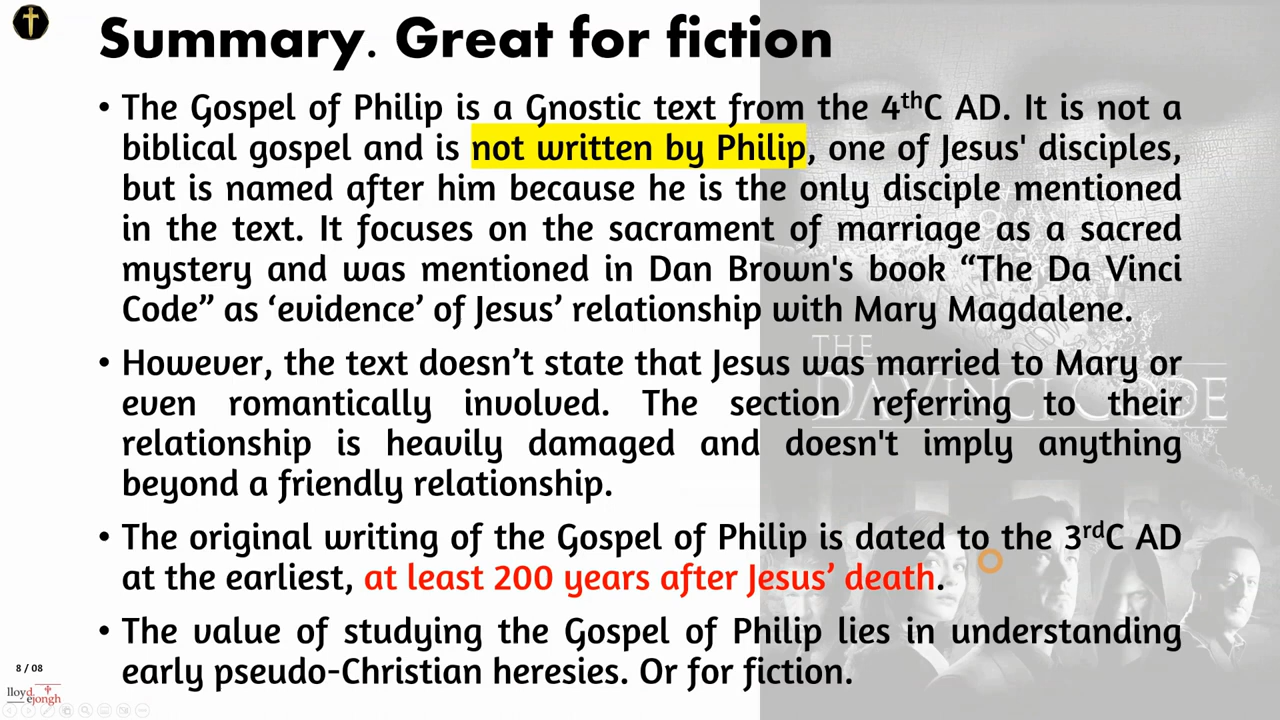 Summary. Great for fiction
• The Gospel of Philip is a Gnostic text from the 4thC AD. It is not a
biblical gospel and is not written by Philip, one of Jesus' disciples,
but is named after him because he is the only disciple mentioned
in the text. It focuses on the sacrament of marriage as a sacred
mystery and was mentioned in Dan Brown's book “The Da Vinci
Code” as ‘evidence’ of Jesus’ relationship with Mary Magdalene.
• However, the text doesn’t state that Jesus was married to Mary or
even romantically involved. The section referring to their
relationship is heavily damaged and doesn't imply anything
beyond a friendly relationship.
• The original writing of the Gospel of Philip is dated to the 3rdC AD
at the earliest, at least 200 years after Jesus’ death.
• The value of studying the Gospel of Philip lies in understanding
early pseudo-Christian heresies. Or for fiction.
THE
DA VINCI CODE
8 / 08
lloyd
ejongh